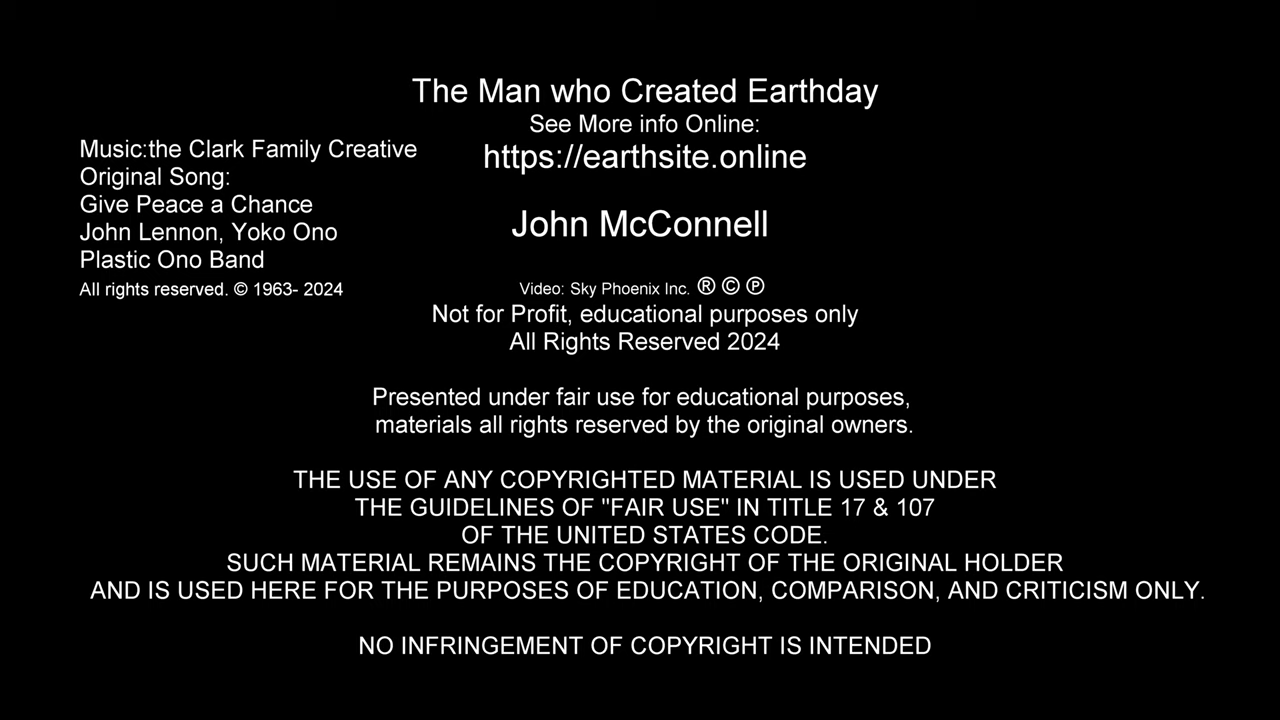 The Man who Created Earthday
See More info Online:
https://earthsite.online
John McConnell
Music:the Clark Family Creative
Original Song:
Give Peace a Chance
John Lennon, Yoko Ono
Plastic Ono Band
All rights reserved. © 1963- 2024
Video: Sky Phoenix Inc. ® © ℗
Not for Profit, educational purposes only
All Rights Reserved 2024
Presented under fair use for educational purposes,
materials all rights reserved by the original owners.
THE USE OF ANY COPYRIGHTED MATERIAL IS USED UNDER
THE GUIDELINES OF "FAIR USE" IN TITLE 17 & 107
OF THE UNITED STATES CODE.
SUCH MATERIAL REMAINS THE COPYRIGHT OF THE ORIGINAL HOLDER
AND IS USED HERE FOR THE PURPOSES OF EDUCATION, COMPARISON, AND CRITICISM ONLY.
NO INFRINGEMENT OF COPYRIGHT IS INTENDED